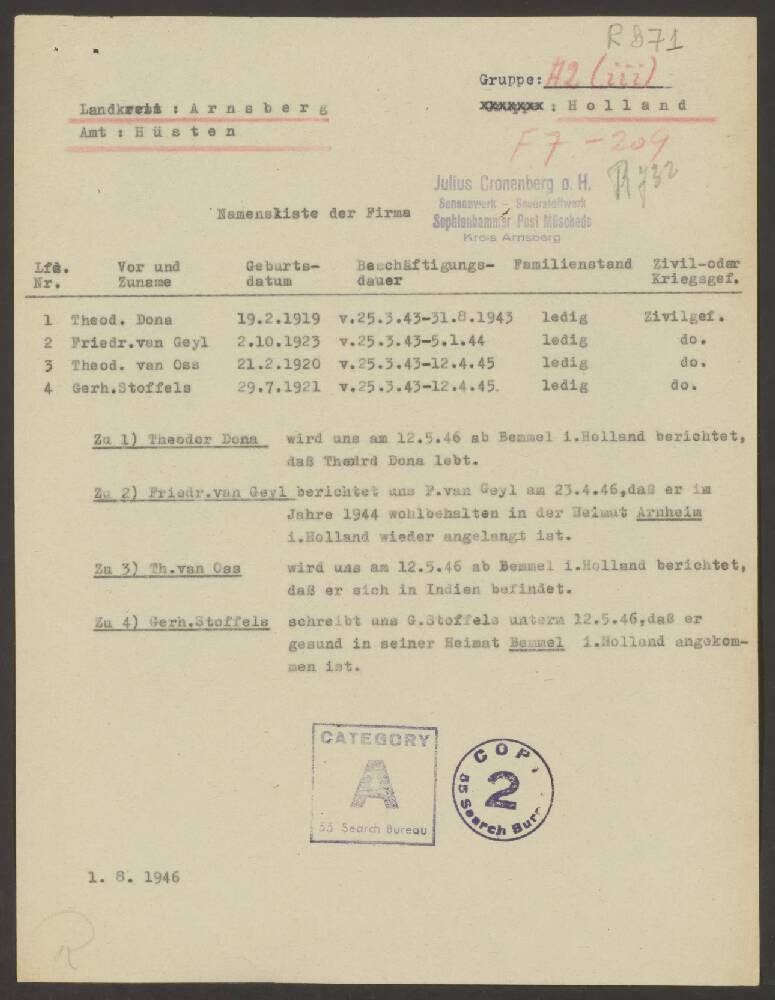 R 871
Gruppe: A2 (iii)
Landkreis : A r n s b e r g
xxxxxxx : H o l l a n d
Amt : H ü s t e n
F 7 - 209
Julius Cronenberg o. H.
Sensenwerk – Sauerstoffwerk
Namensliste der Firma
Sophienhammer Post Müschede
Kreis Arnsberg
Lfd. Vor und Geburts- Beschäftigungs- Familienstand Zivil-oder
Nr. Zuname datum dauer Kriegsgef.
1 Theod. Dona 19.2.1919 v.25.3.43-31.8.1943 ledig Zivilgef.
2 Friedr.van Geyl 2.10.1923 v.25.3.43-5.1.44 ledig do.
3 Theod. van Oss 21.2.1920 v.25.3.43-12.4.45 ledig do.
4 Gerh.Stoffels 29.7.1921 v.25.3.43-12.4.45. ledig do.
Zu 1) Theodor Dona wird uns am 12.5.46 ab Bemmel i.Holland berichtet,
daß Dona lebt.
Zu 2) Friedr.van Geyl berichtet uns F.van Geyl am 23.4.46,daß er im
Jahre 1944 wohlbehalten in der Heimat Arnheim
i.Holland wieder angelangt ist.
Zu 3) Th.van Oss wird uns am 12.5.46 ab Bemmel i.Holland berichtet,
daß er sich in Indien befindet.
Zu 4) Gerh.Stoffels schreibt uns G.Stoffels unterm 12.5.46,daß er
gesund in seiner Heimat Bemmel i.Holland angekom-
men ist.
CATEGORY
A
55 Search Bureau
COPY
2
55 Search Bur
1. 8. 1946
R